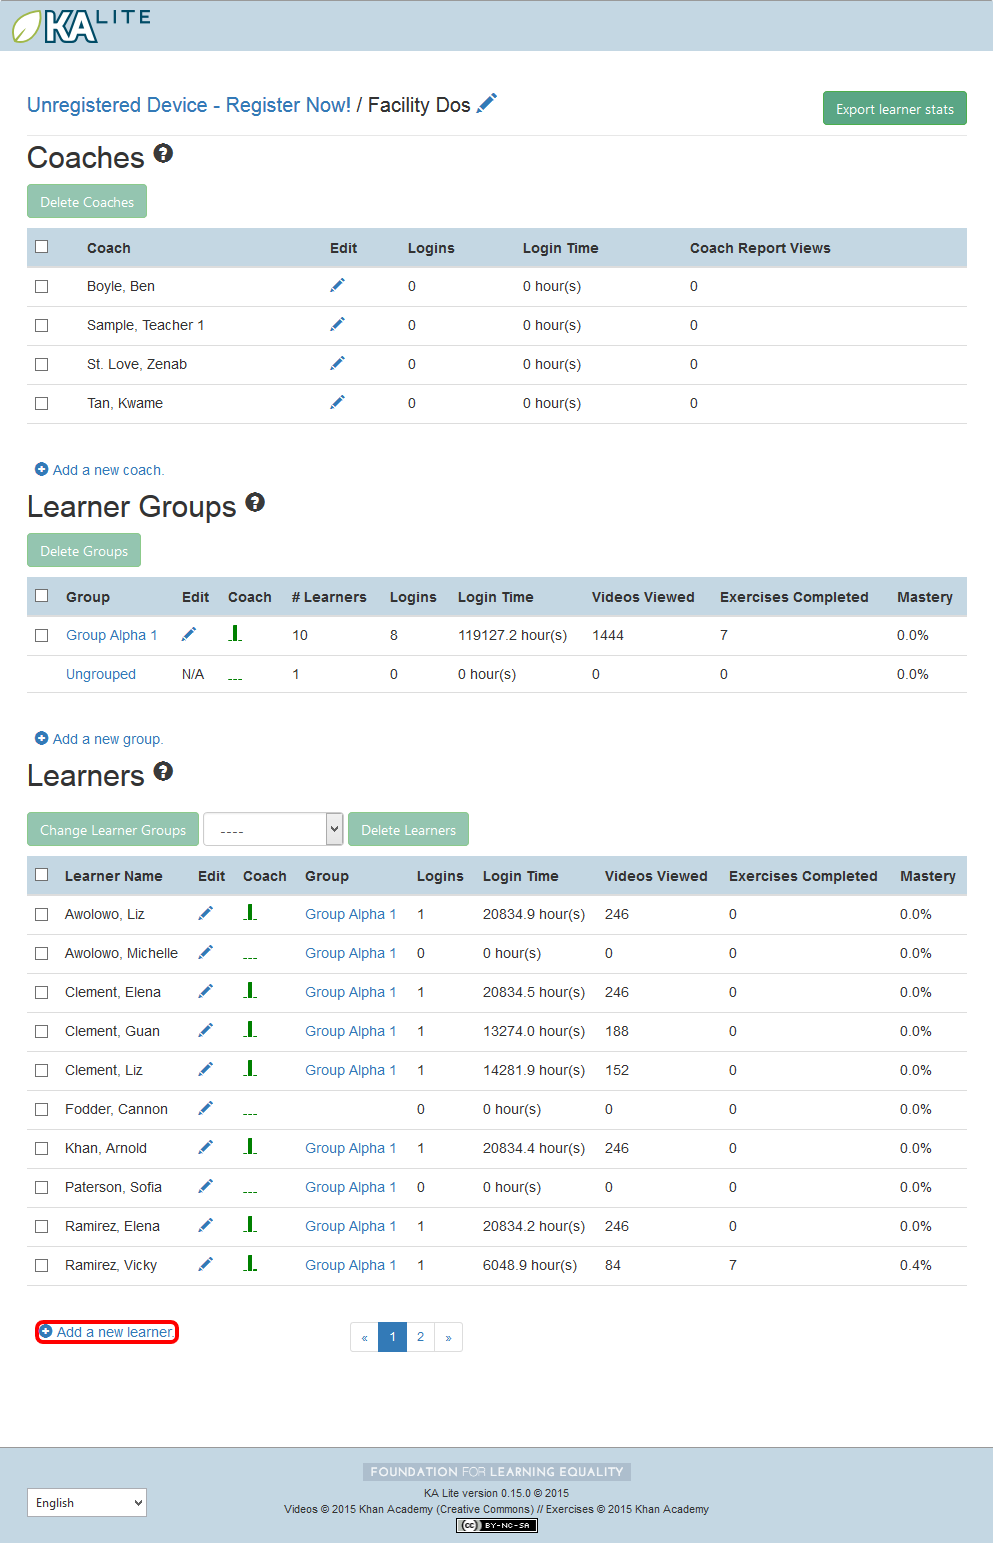 KA LITE
Unregistered Device - Register Now! / Facility Dos
Export learner stats
Coaches ?
Delete Coaches
Coach Edit Logins Login Time Coach Report Views
Boyle, Ben 0 0 hour(s) 0
Sample, Teacher 1 0 0 hour(s) 0
St. Love, Zenab 0 0 hour(s) 0
Tan, Kwame 0 0 hour(s) 0
Add a new coach.
Learner Groups ?
Delete Groups
Group Edit Coach # Learners Logins Login Time Videos Viewed Exercises Completed Mastery
Group Alpha 1 10 8 119127.2 hour(s) 1444 7 0.0%
Ungrouped N/A --- 1 0 0 hour(s) 0 0 0.0%
Add a new group.
Learners ?
Change Learner Groups ---- Delete Learners
Learner Name Edit Coach Group Logins Login Time Videos Viewed Exercises Completed Mastery
Awolowo, Liz Group Alpha 1 1 20834.9 hour(s) 246 0 0.0%
Awolowo, Michelle --- Group Alpha 1 0 0 hour(s) 0 0 0.0%
Clement, Elena Group Alpha 1 1 20834.5 hour(s) 246 0 0.0%
Clement, Guan Group Alpha 1 1 13274.0 hour(s) 188 0 0.0%
Clement, Liz Group Alpha 1 1 14281.9 hour(s) 152 0 0.0%
Fodder, Cannon --- 0 0 hour(s) 0 0 0.0%
Khan, Arnold Group Alpha 1 1 20834.4 hour(s) 246 0 0.0%
Paterson, Sofia --- Group Alpha 1 0 0 hour(s) 0 0 0.0%
Ramirez, Elena Group Alpha 1 1 20834.2 hour(s) 246 0 0.0%
Ramirez, Vicky Group Alpha 1 1 6048.9 hour(s) 84 7 0.4%
Add a new learner.
« 1 2 »
FOUNDATION FOR LEARNING EQUALITY
English
KA Lite version 0.15.0 © 2015
Videos © 2015 Khan Academy (Creative Commons) // Exercises © 2015 Khan Academy
cc BY-NC-SA